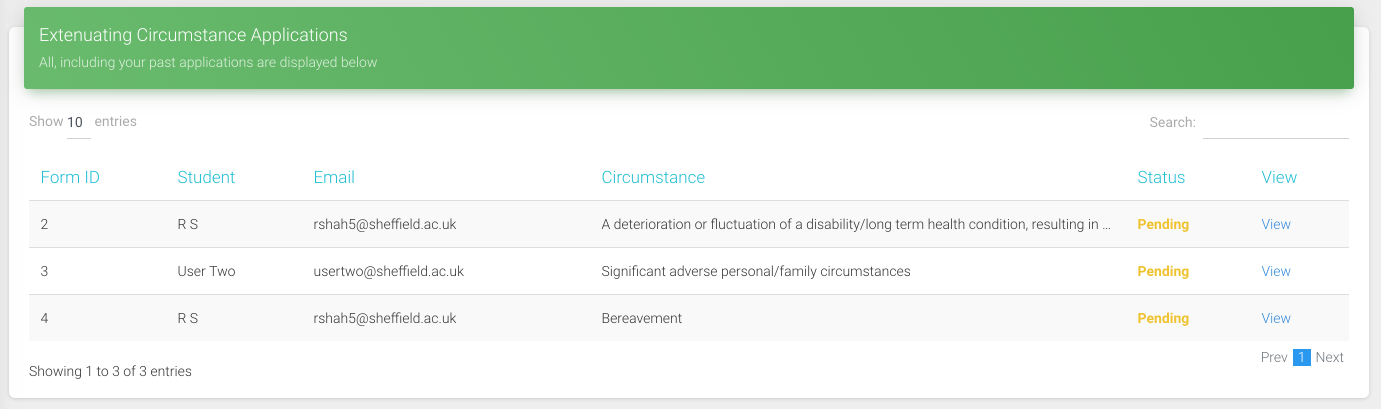 Extenuating Circumstance Applications
All, including your past applications are displayed below
Show 10 entries Search:
Form ID Student Email Circumstance Status View
2 R S rshah5@sheffield.ac.uk A deterioration or fluctuation of a disability/long term health condition, resulting in ... Pending View
3 User Two usertwo@sheffield.ac.uk Significant adverse personal/family circumstances Pending View
4 R S rshah5@sheffield.ac.uk Bereavement Pending View
Prev 1 Next
Showing 1 to 3 of 3 entries